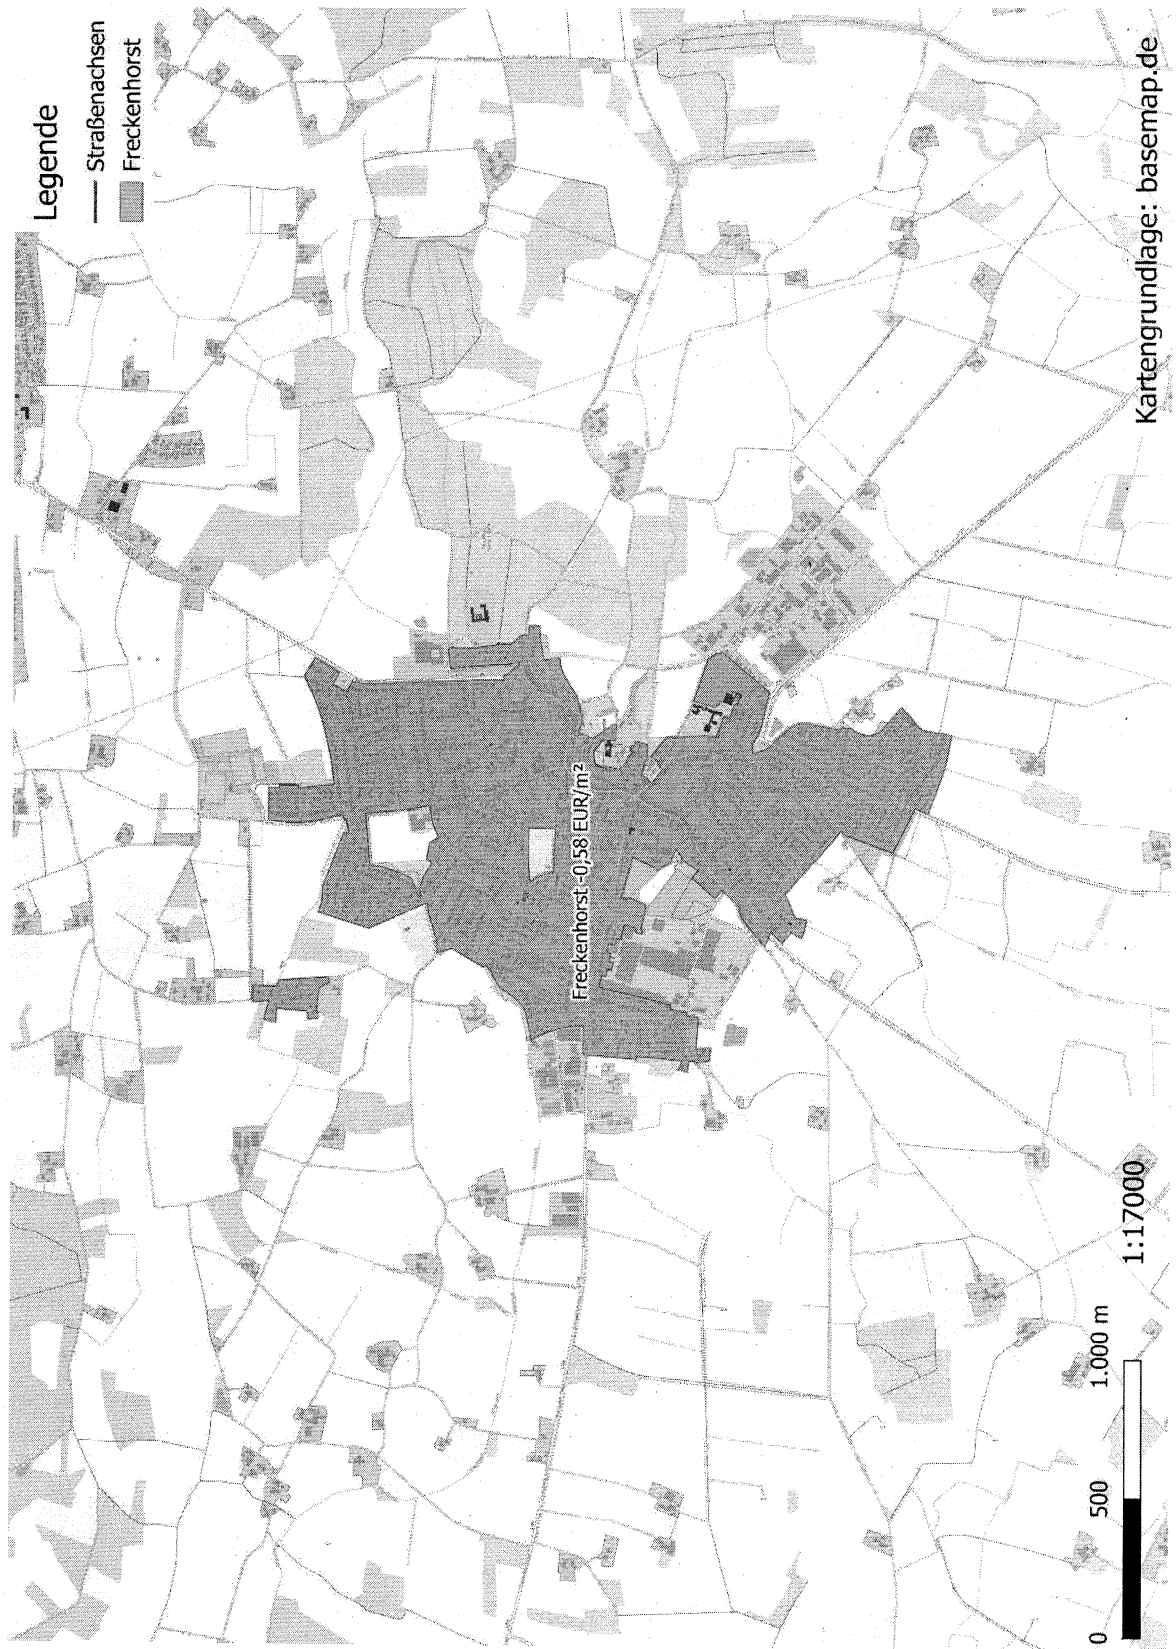 Legende
Straßenachsen
Freckenhorst
Freckenhorst -0,58 EUR/m²
0 500 1.000 m
1:17000
Kartengrundlage: basemap.de